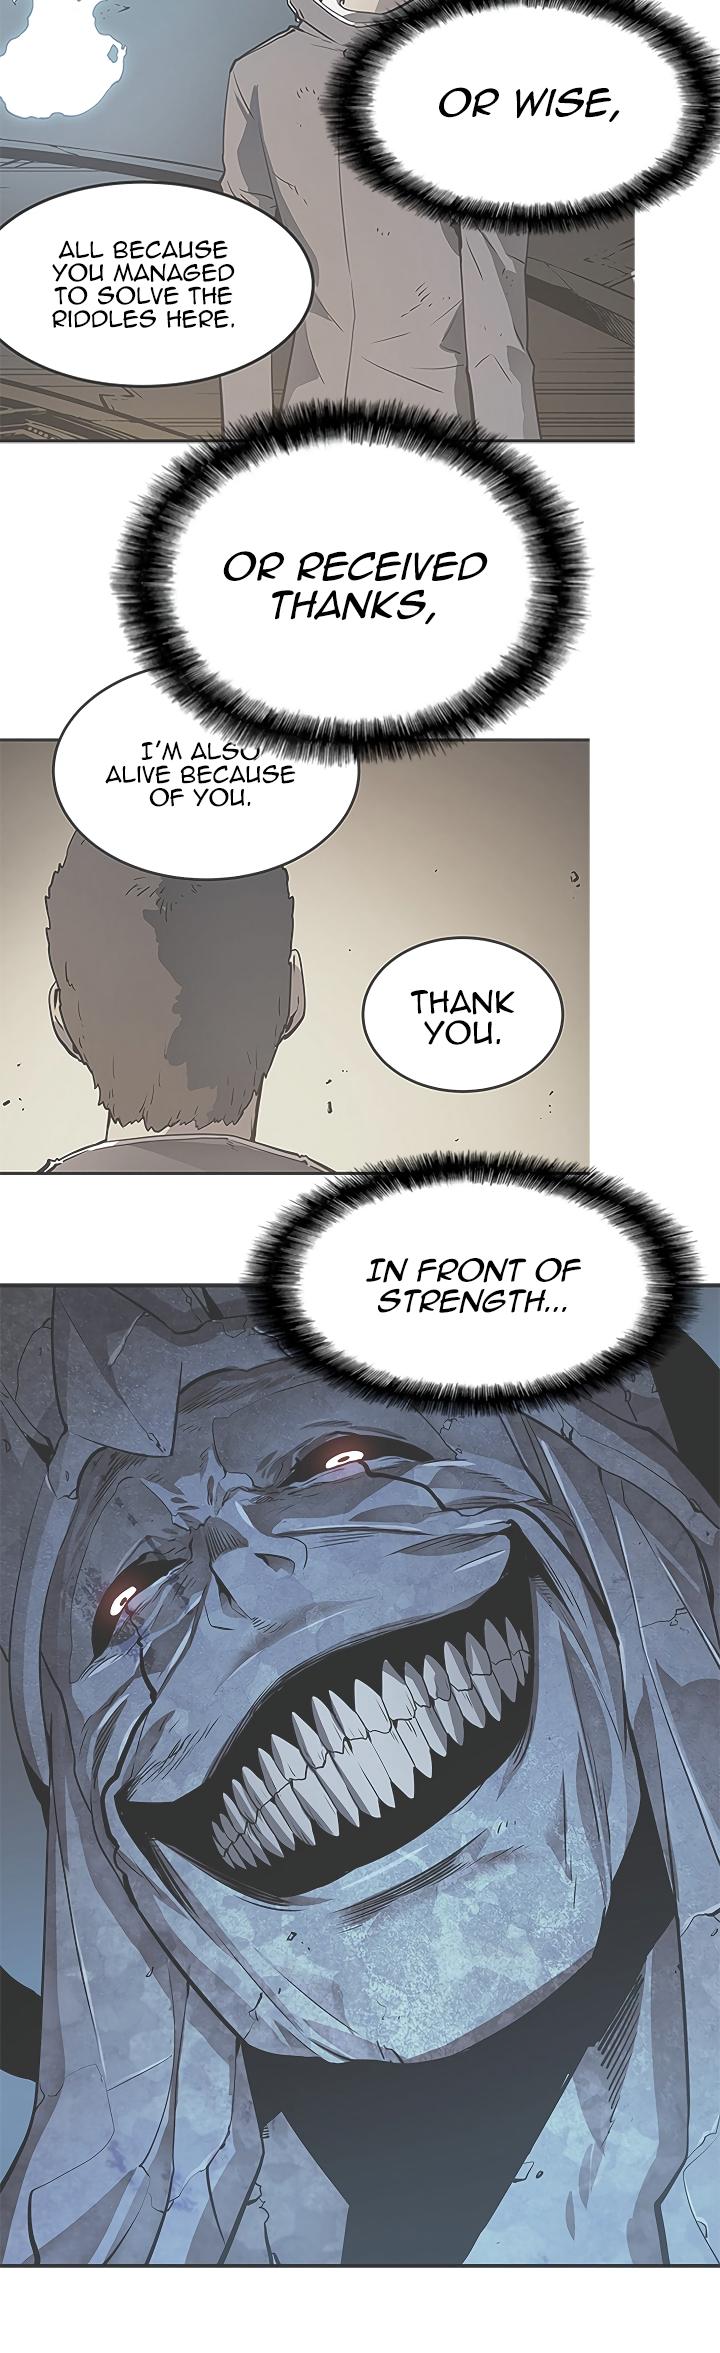 OR WISE,
ALL BECAUSE
YOU MANAGED
TO SOLVE THE
RIDDLES HERE.
OR RECEIVED
THANKS,
I'M ALSO
ALIVE BECAUSE
OF YOU.
THANK
YOU.
IN FRONT OF
STRENGTH...